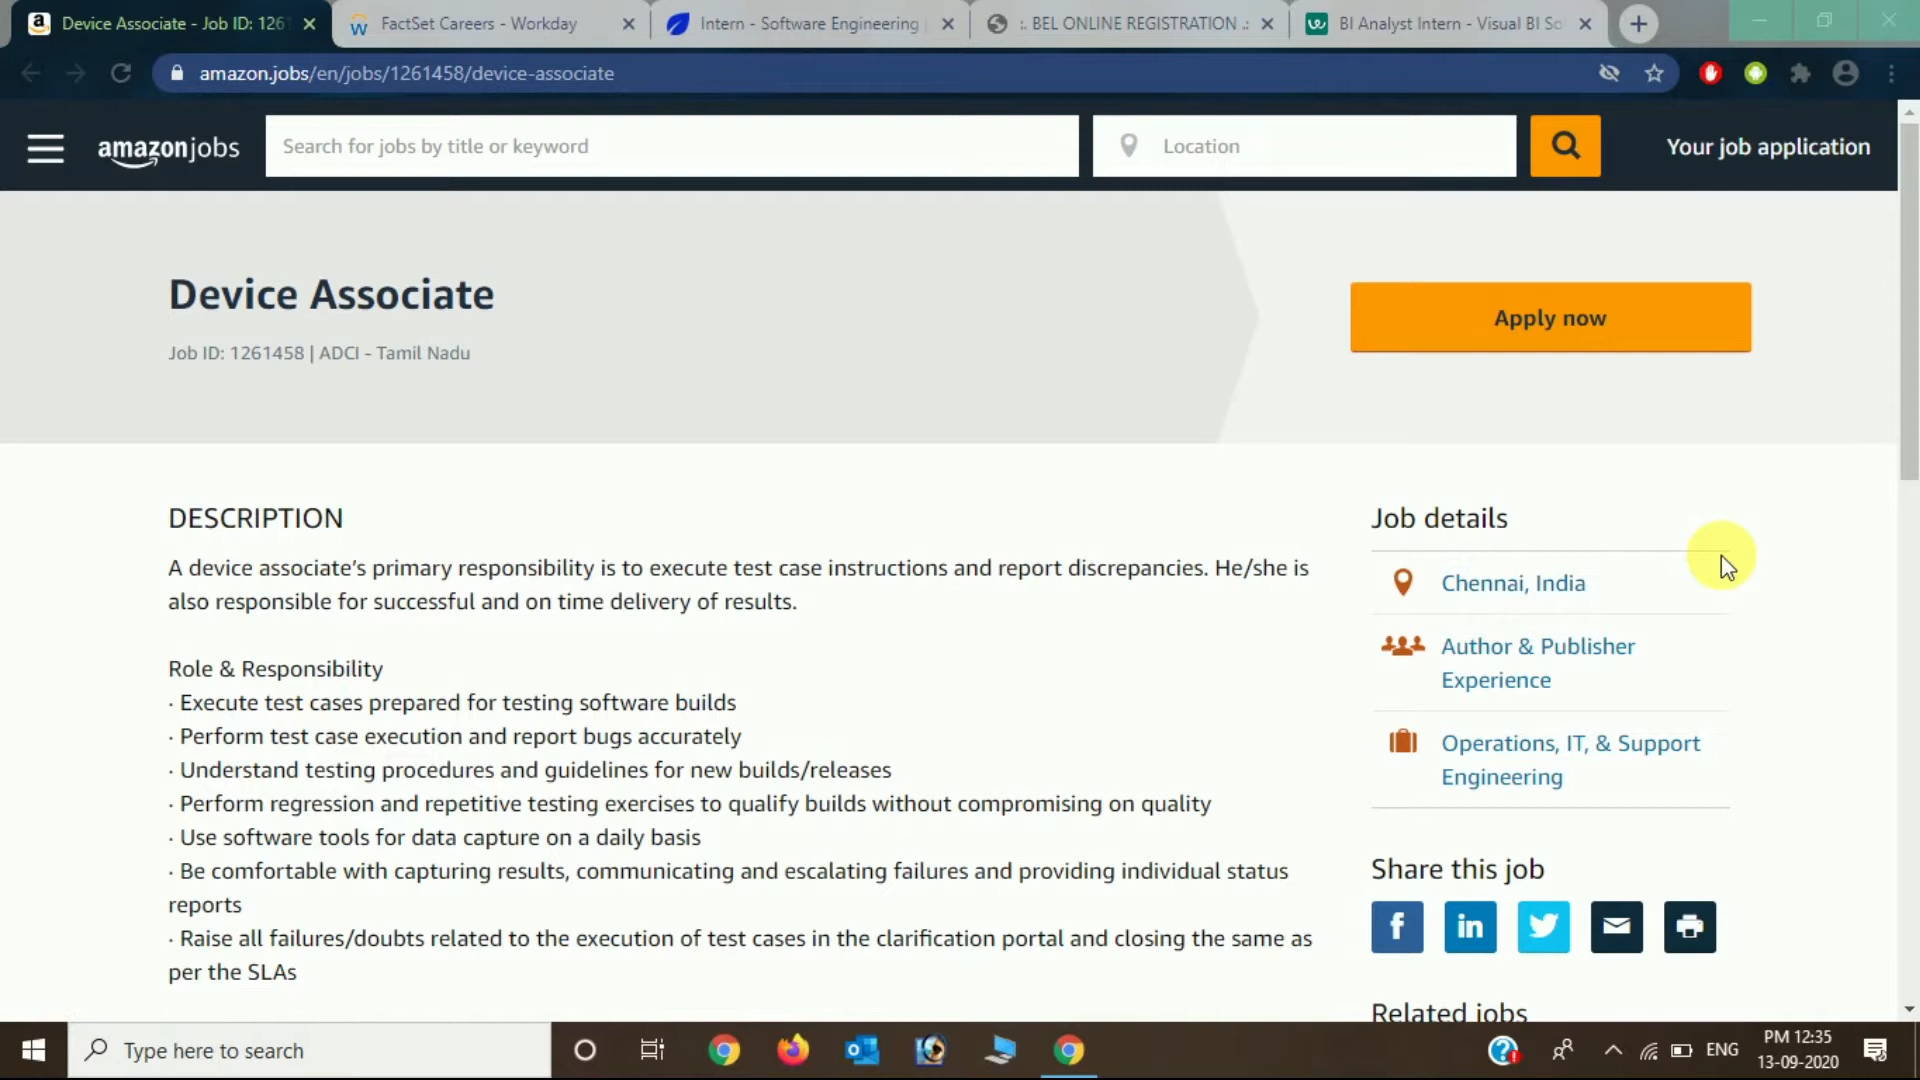 Device Associate - Job ID: 126
FactSet Careers - Workday
Intern - Software Engineering
:. BEL ONLINE REGISTRATION .:
BI Analyst Intern - Visual BI So
amazon.jobs/en/jobs/1261458/device-associate
amazonjobs
Search for jobs by title or keyword
Location
Your job application
Device Associate
Job ID: 1261458 | ADCI - Tamil Nadu
Apply now
DESCRIPTION
A device associate’s primary responsibility is to execute test case instructions and report discrepancies. He/she is
also responsible for successful and on time delivery of results.
Role & Responsibility
· Execute test cases prepared for testing software builds
· Perform test case execution and report bugs accurately
· Understand testing procedures and guidelines for new builds/releases
· Perform regression and repetitive testing exercises to qualify builds without compromising on quality
· Use software tools for data capture on a daily basis
· Be comfortable with capturing results, communicating and escalating failures and providing individual status
reports
· Raise all failures/doubts related to the execution of test cases in the clarification portal and closing the same as
per the SLAs
Job details
Chennai, India
Author & Publisher
Experience
Operations, IT, & Support
Engineering
Share this job
Related jobs
Type here to search
ENG
PM 12:35
13-09-2020